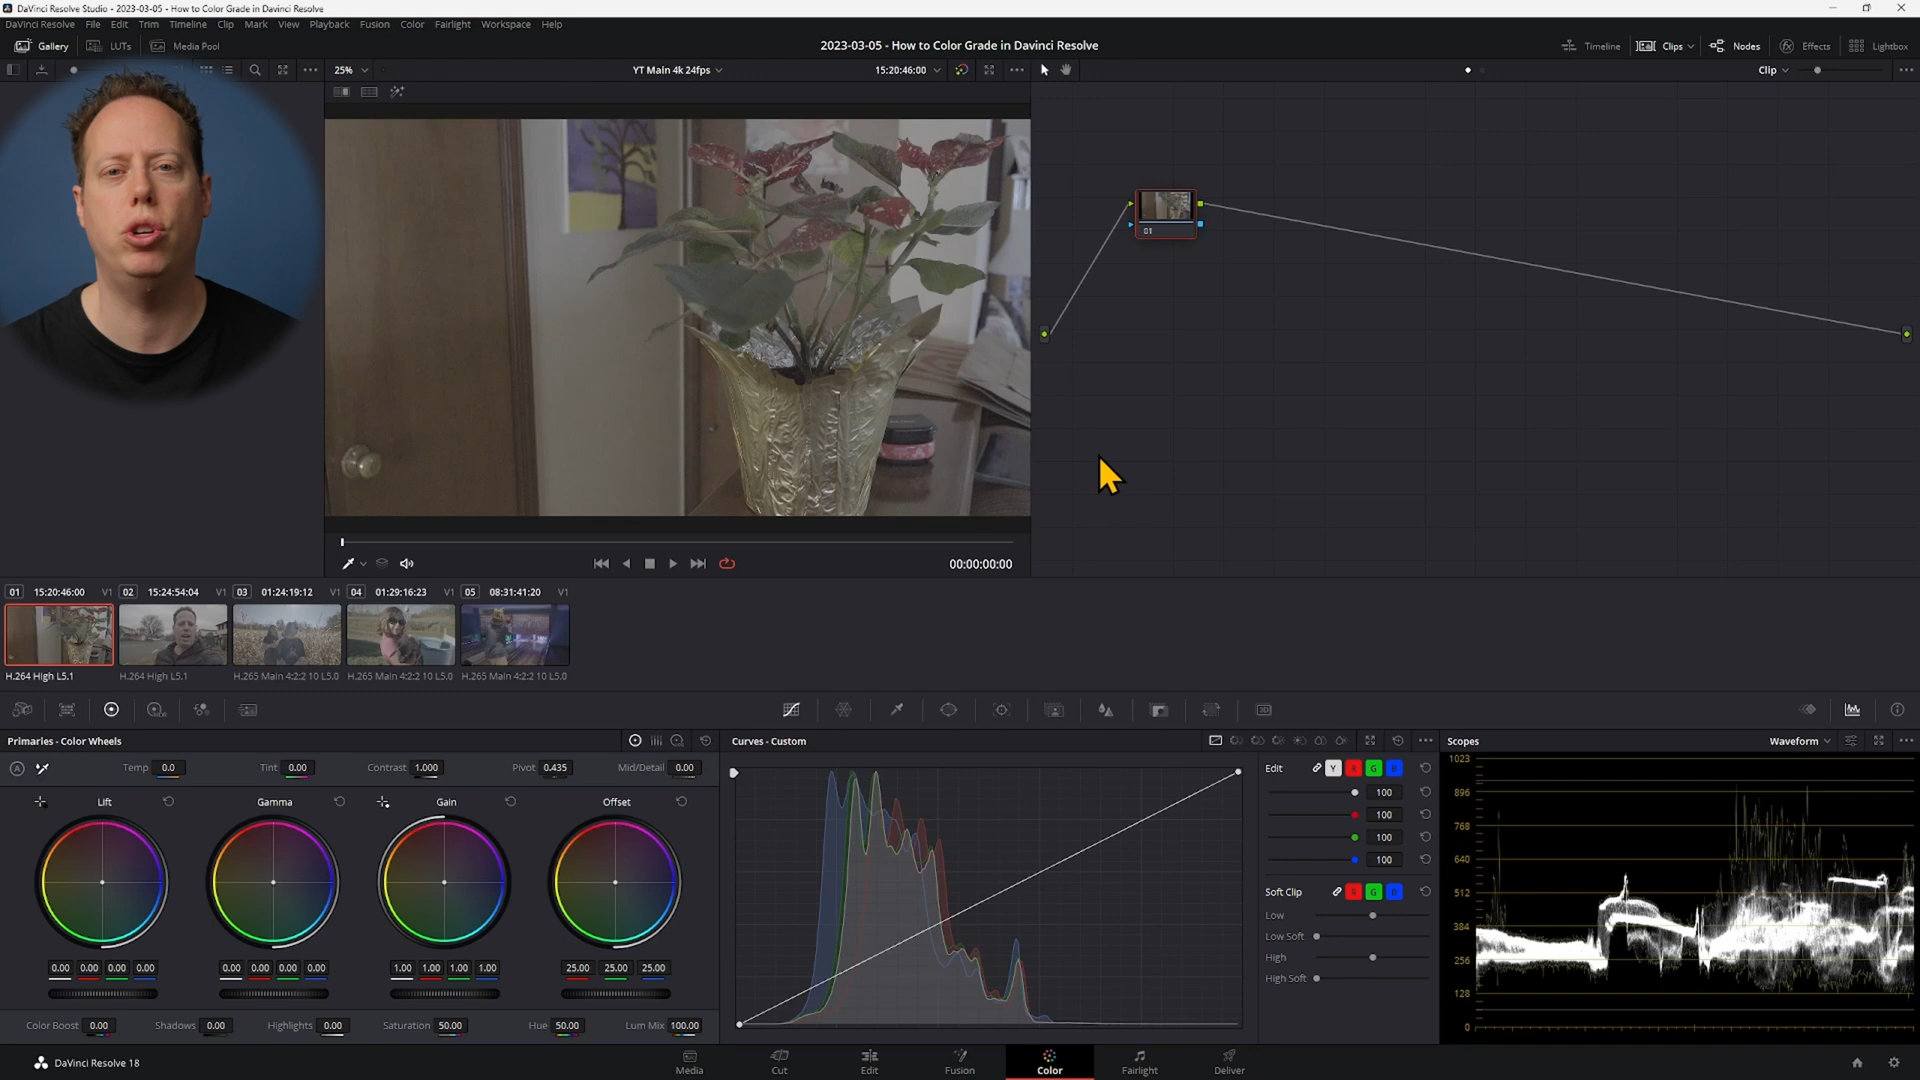 DaVinci Resolve Studio - 2023-03-05 - How to Color Grade in Davinci Resolve
DaVinci Resolve File Edit Trim Timeline Clip Mark View Playback Fusion Color Fairlight Workspace Help
Gallery LUTs Media Pool 2023-03-05 - How to Color Grade in Davinci Resolve Timeline Clips Nodes Effects Lightbox
25% YT Main 4k 24fps 15:20:46:00 Clip
01
00:00:00:00
01 15:20:46:00 V1 02 15:24:54:04 V1 03 01:24:19:12 V1 04 01:29:16:23 V1 05 08:31:41:20 V1
H.264 High L5.1 H.264 High L5.1 H.265 Main 4:2:2 10 L5.0 H.265 Main 4:2:2 10 L5.0 H.265 Main 4:2:2 10 L5.0
HDR 3D
Primaries - Color Wheels Curves - Custom Scopes Waveform
A Temp 0.0 Tint 0.00 Contrast 1.000 Pivot 0.435 Mid/Detail 0.00
Lift Gamma Gain Offset
0.00 0.00 0.00 0.00 0.00 0.00 0.00 0.00 1.00 1.00 1.00 1.00 25.00 25.00 25.00
Color Boost 0.00 Shadows 0.00 Highlights 0.00 Saturation 50.00 Hue 50.00 Lum Mix 100.00
Edit Y R G B
100
100
100
100
Soft Clip R G B
Low
Low Soft
High
High Soft
1023
896
768
640
512
384
256
128
0
DaVinci Resolve 18 Media Cut Edit Fusion Color Fairlight Deliver